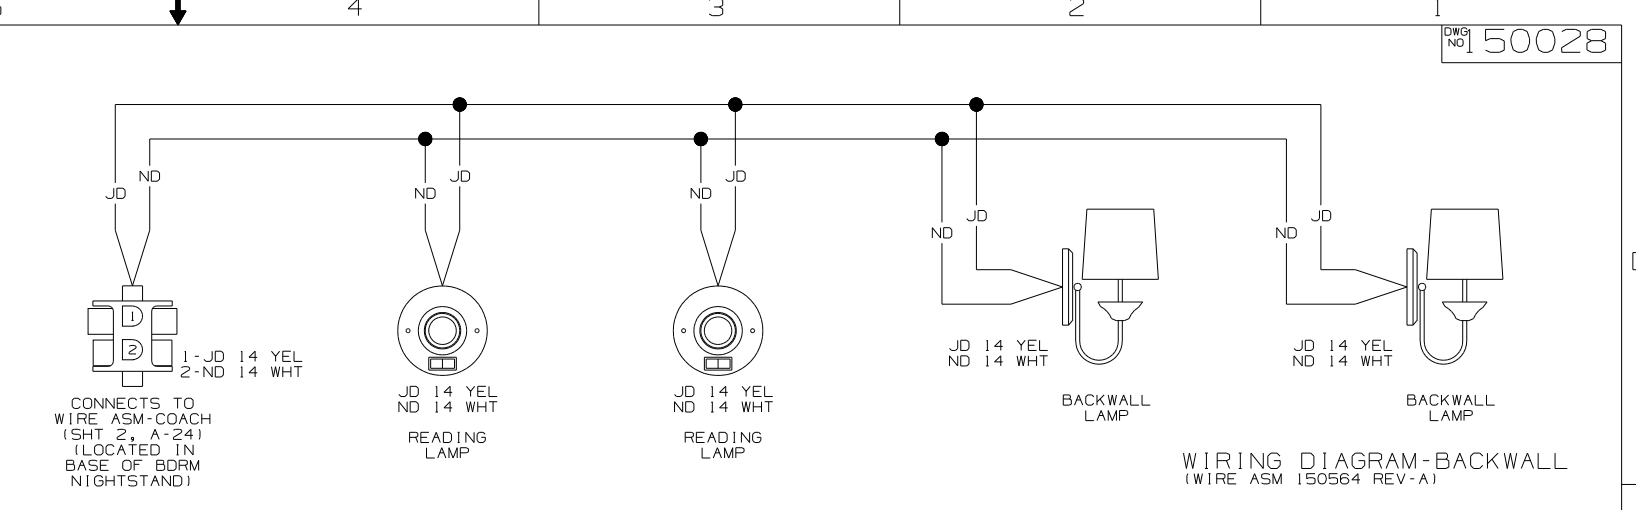 4
3
2
1
DWG
NO
150028
JD
ND
ND
JD
ND
JD
ND
JD
ND
JD
1
2
1-JD 14 YEL
2-ND 14 WHT
CONNECTS TO
WIRE ASM-COACH
(SHT 2, A-24)
(LOCATED IN
BASE OF BDRM
NIGHTSTAND)
JD 14 YEL
ND 14 WHT
READING
LAMP
JD 14 YEL
ND 14 WHT
READING
LAMP
JD 14 YEL
ND 14 WHT
BACKWALL
LAMP
JD 14 YEL
ND 14 WHT
BACKWALL
LAMP
WIRING DIAGRAM-BACKWALL
(WIRE ASM 150564 REV-A)